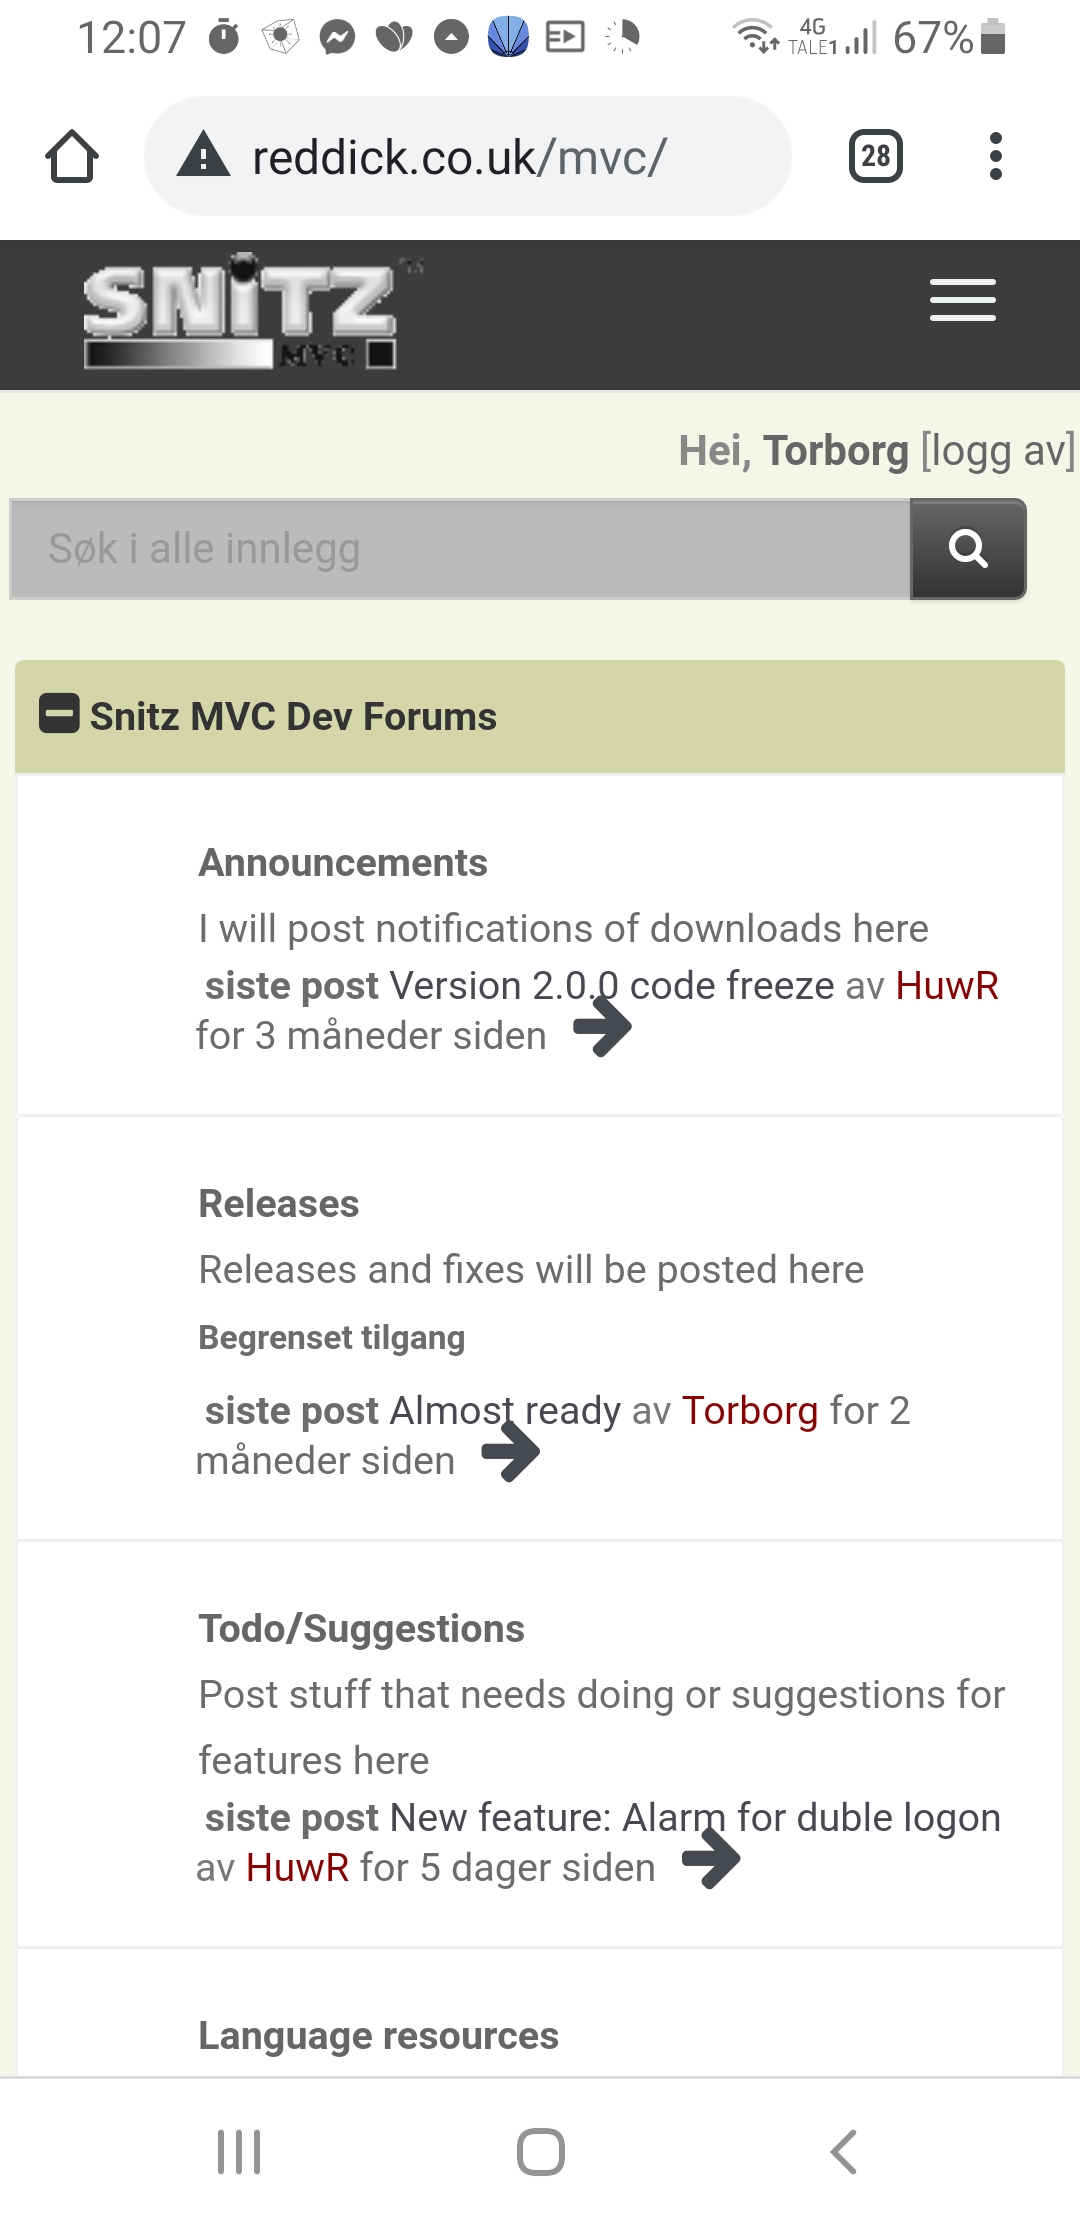 12:07
4G
TALE1
67%
reddick.co.uk/mvc/
28
SNiTZ
MVC
Hei, Torborg [logg av]
Søk i alle innlegg
Snitz MVC Dev Forums
Announcements
I will post notifications of downloads here
siste post Version 2.0.0 code freeze av HuwR
for 3 måneder siden
Releases
Releases and fixes will be posted here
Begrenset tilgang
siste post Almost ready av Torborg for 2
måneder siden
Todo/Suggestions
Post stuff that needs doing or suggestions for
features here
siste post New feature: Alarm for duble logon
av HuwR for 5 dager siden
Language resources